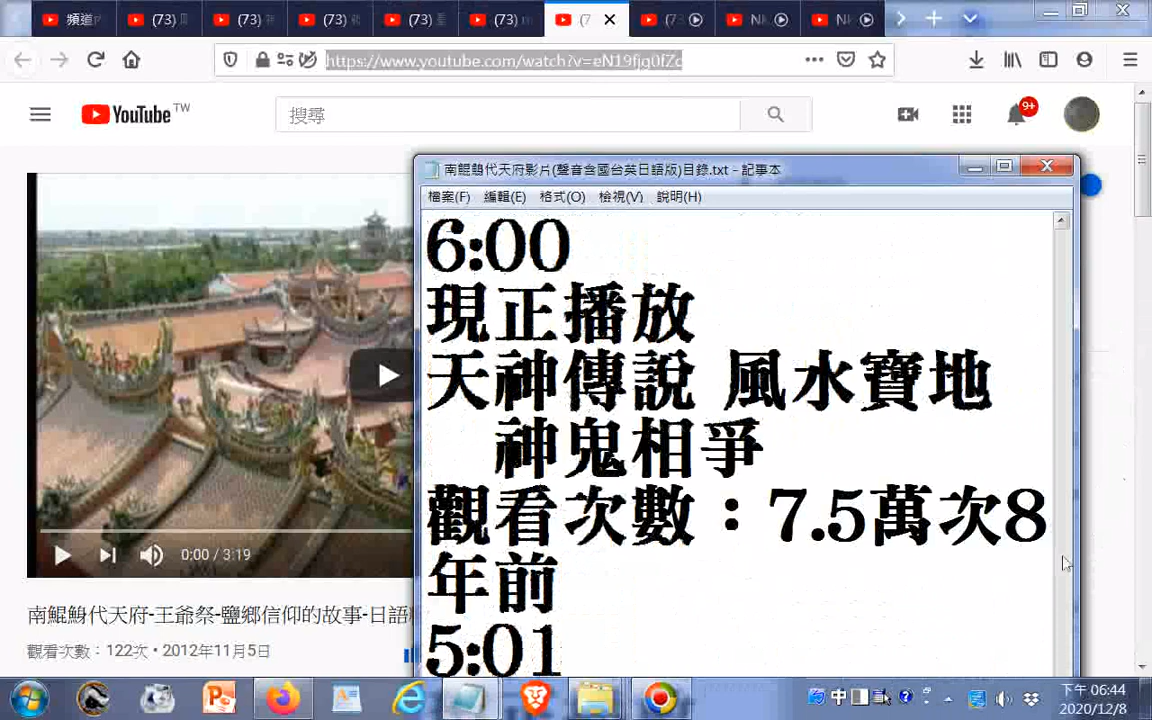 頻道
(73)
(73)
(73)
(73)
(73)
(7
(7
NI
NI
https://www.youtube.com/watch?v=eN19fjg0fZc
YouTube TW
搜尋
9+
南鯤鯓代天府影片(聲音含國台英日語版)目錄.txt - 記事本
檔案(F) 編輯(E) 格式(O) 檢視(V) 說明(H)
6:00
現正播放
天神傳說 風水寶地
神鬼相爭
觀看次數：7.5萬次8
年前
5:01
0:00 / 3:19
南鯤鯓代天府-王爺祭-鹽鄉信仰的故事-日語
觀看次數：122次 • 2012年11月5日
中
下午 06:44
2020/12/8